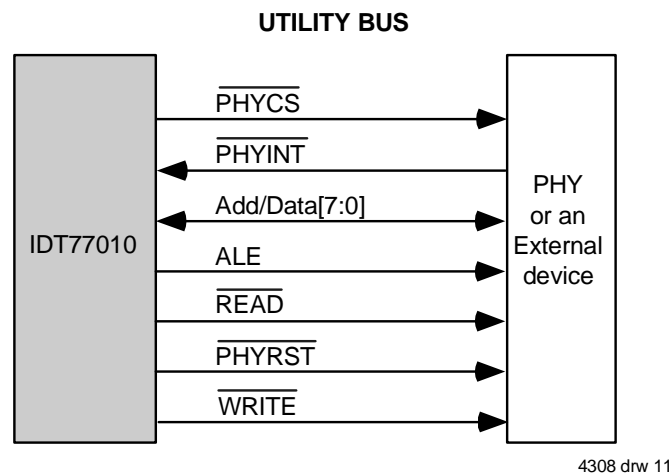 UTILITY BUS
IDT77010
PHYCS
PHYINT
Add/Data[7:0]
ALE
READ
PHYRST
WRITE
PHY
or an
External
device
4308 drw 11